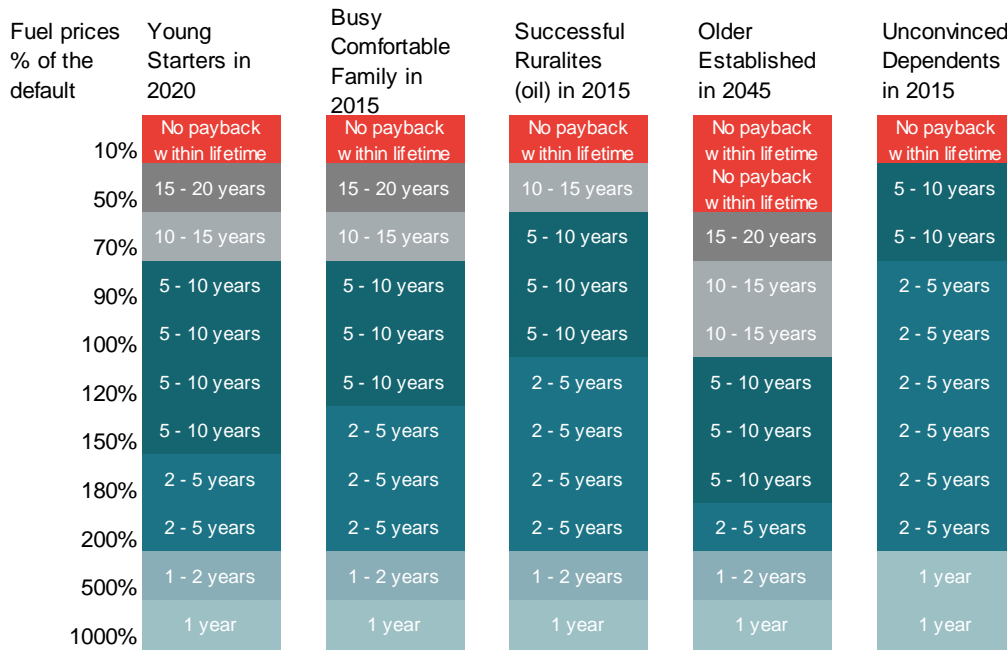 Fuel prices
% of the
default
Young
Starters in
2020
Busy
Comfortable
Family in
2015
Successful
Ruralites
(oil) in 2015
Older
Established
in 2045
Unconvinced
Dependents
in 2015
10%
No payback
within lifetime
No payback
within lifetime
No payback
within lifetime
No payback
within lifetime
No payback
within lifetime
50%
15 - 20 years
15 - 20 years
10 - 15 years
No payback
within lifetime
5 - 10 years
70%
10 - 15 years
10 - 15 years
5 - 10 years
15 - 20 years
5 - 10 years
90%
5 - 10 years
5 - 10 years
5 - 10 years
10 - 15 years
2 - 5 years
100%
5 - 10 years
5 - 10 years
5 - 10 years
10 - 15 years
2 - 5 years
120%
5 - 10 years
5 - 10 years
2 - 5 years
5 - 10 years
2 - 5 years
150%
5 - 10 years
2 - 5 years
2 - 5 years
5 - 10 years
2 - 5 years
180%
2 - 5 years
2 - 5 years
2 - 5 years
5 - 10 years
2 - 5 years
200%
2 - 5 years
2 - 5 years
2 - 5 years
2 - 5 years
2 - 5 years
500%
1 - 2 years
1 - 2 years
1 - 2 years
1 - 2 years
1 year
1000%
1 year
1 year
1 year
1 year
1 year